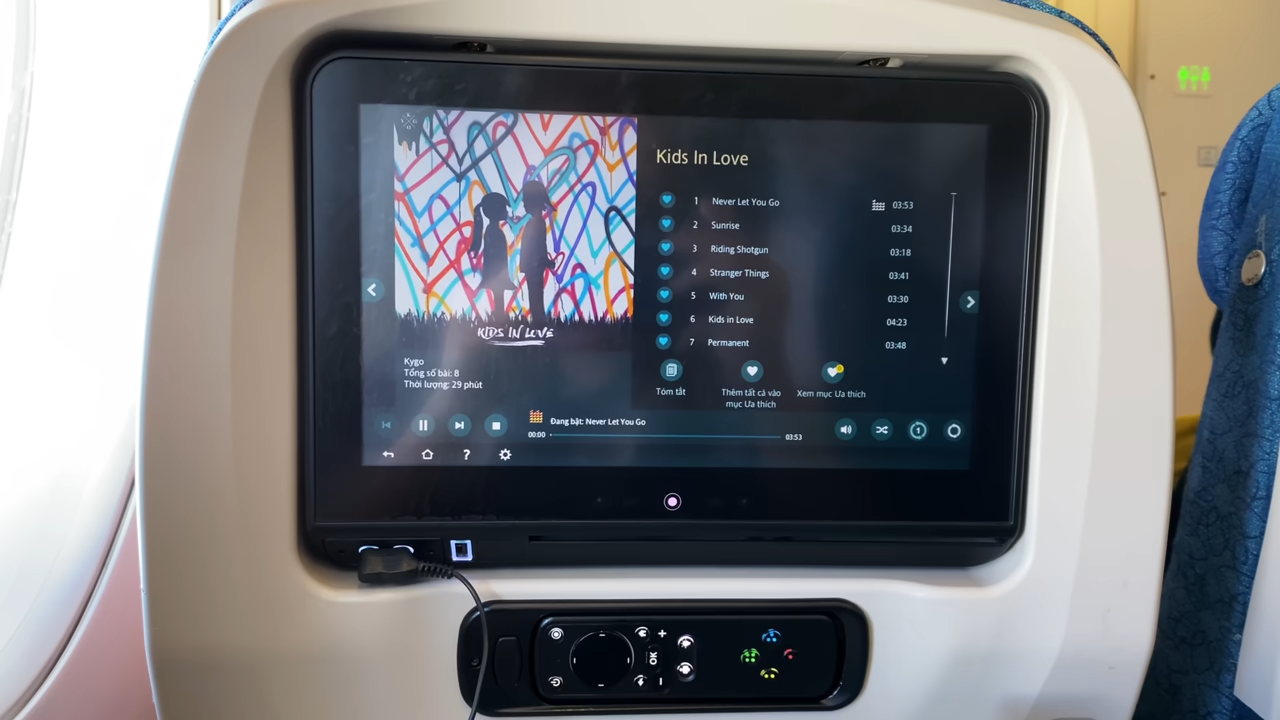 KIDS IN LOVE
Kygo
Tổng số bài: 8
Thời lượng: 29 phút
Kids In Love
1 Never Let You Go 03:53
2 Sunrise 03:34
3 Riding Shotgun 03:18
4 Stranger Things 03:41
5 With You 03:30
6 Kids in Love 04:23
7 Permanent 03:48
Tóm tắt
Thêm tất cả vào
mục Ưa thích
Xem mục Ưa thích
Đang bật: Never Let You Go
00:00 03:53
1
?
OK